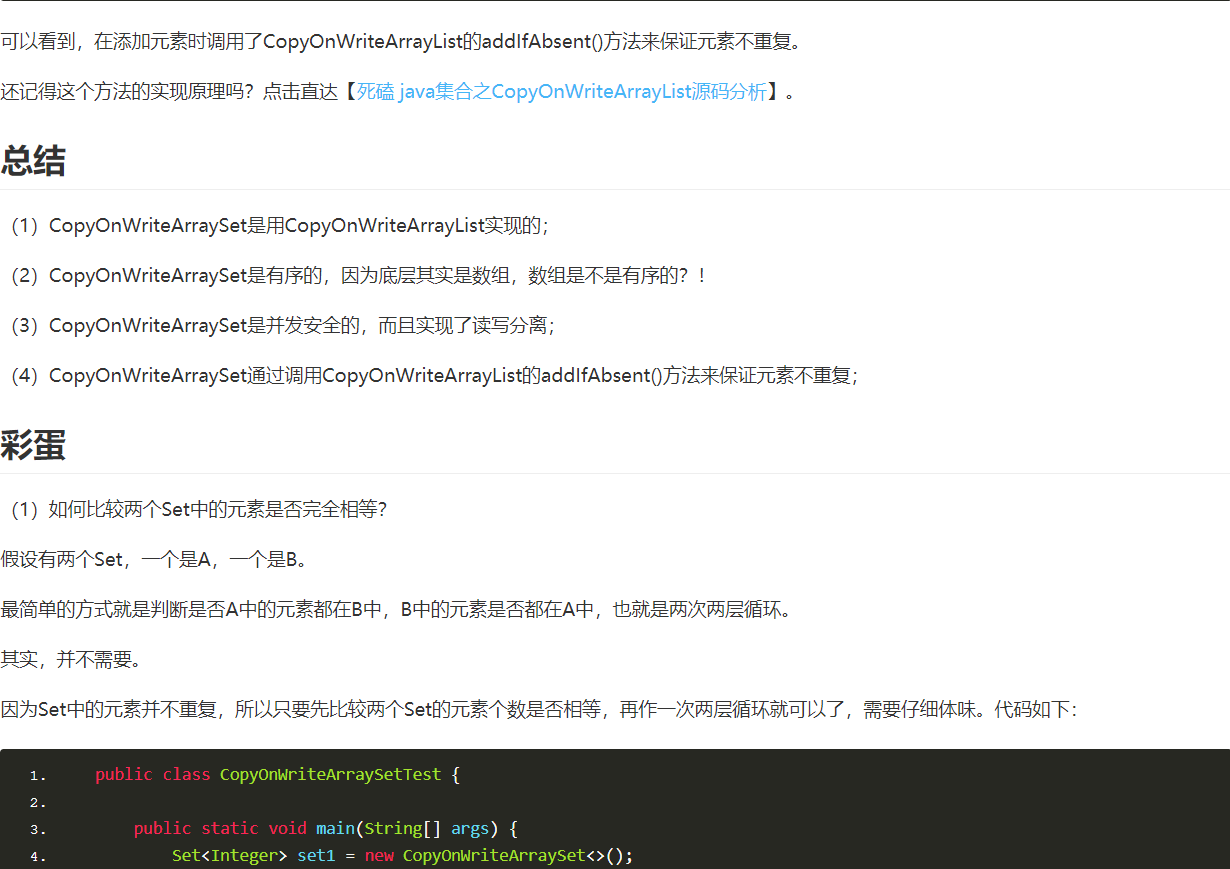 可以看到，在添加元素时调用了CopyOnWriteArrayList的addIfAbsent()方法来保证元素不重复。
还记得这个方法的实现原理吗？点击直达【死磕 java集合之CopyOnWriteArrayList源码分析】。
总结
（1）CopyOnWriteArraySet是用CopyOnWriteArrayList实现的；
（2）CopyOnWriteArraySet是有序的，因为底层其实是数组，数组是不是有序的？！
（3）CopyOnWriteArraySet是并发安全的，而且实现了读写分离；
（4）CopyOnWriteArraySet通过调用CopyOnWriteArrayList的addIfAbsent()方法来保证元素不重复；
彩蛋
（1）如何比较两个Set中的元素是否完全相等？
假设有两个Set，一个是A，一个是B。
最简单的方式就是判断是否A中的元素都在B中，B中的元素是否都在A中，也就是两次两层循环。
其实，并不需要。
因为Set中的元素并不重复，所以只要先比较两个Set的元素个数是否相等，再作一次两层循环就可以了，需要仔细体味。代码如下：
1. public class CopyOnWriteArraySetTest {
2.
3. public static void main(String[] args) {
4. Set<Integer> set1 = new CopyOnWriteArraySet<>();